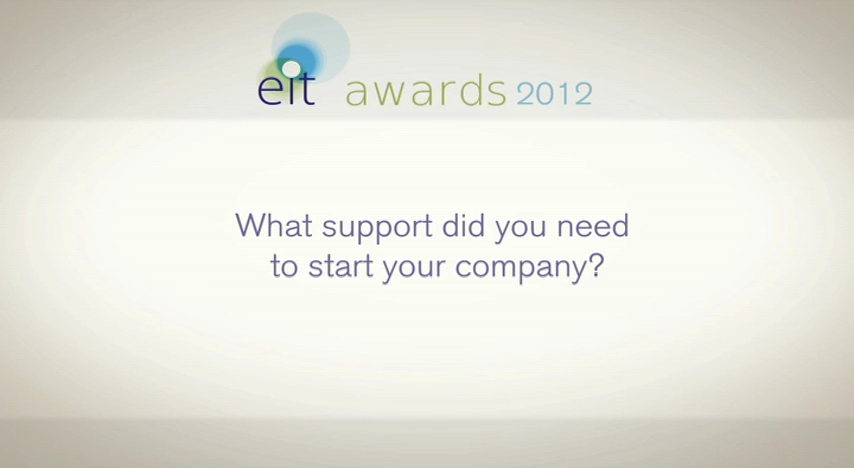 eit awards 2012
What support did you need
to start your company?